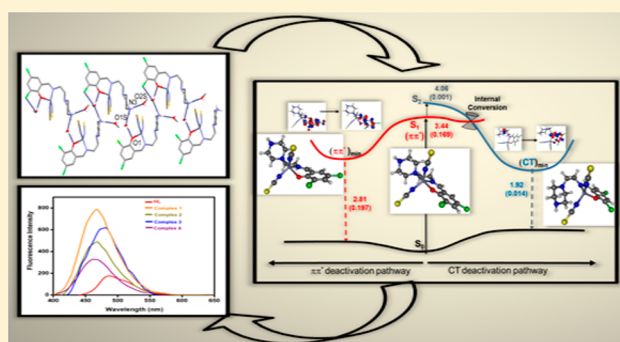 O2S
N3
O1S
O1
Fluorescence Intensity
800
600
400
200
0
HL
Complex 1
Complex 2
Complex 3
Complex 4
400 450 500 550 600 650
Wavelength (nm)
S₂
4.06
(0.001)
Internal
Conversion
S₁
(ππ*)
3.44
(0.169)
(ππ*)min
(CT)min
2.81
(0.197)
1.92
(0.014)
S₀
ππ* deactivation pathway
CT deactivation pathway